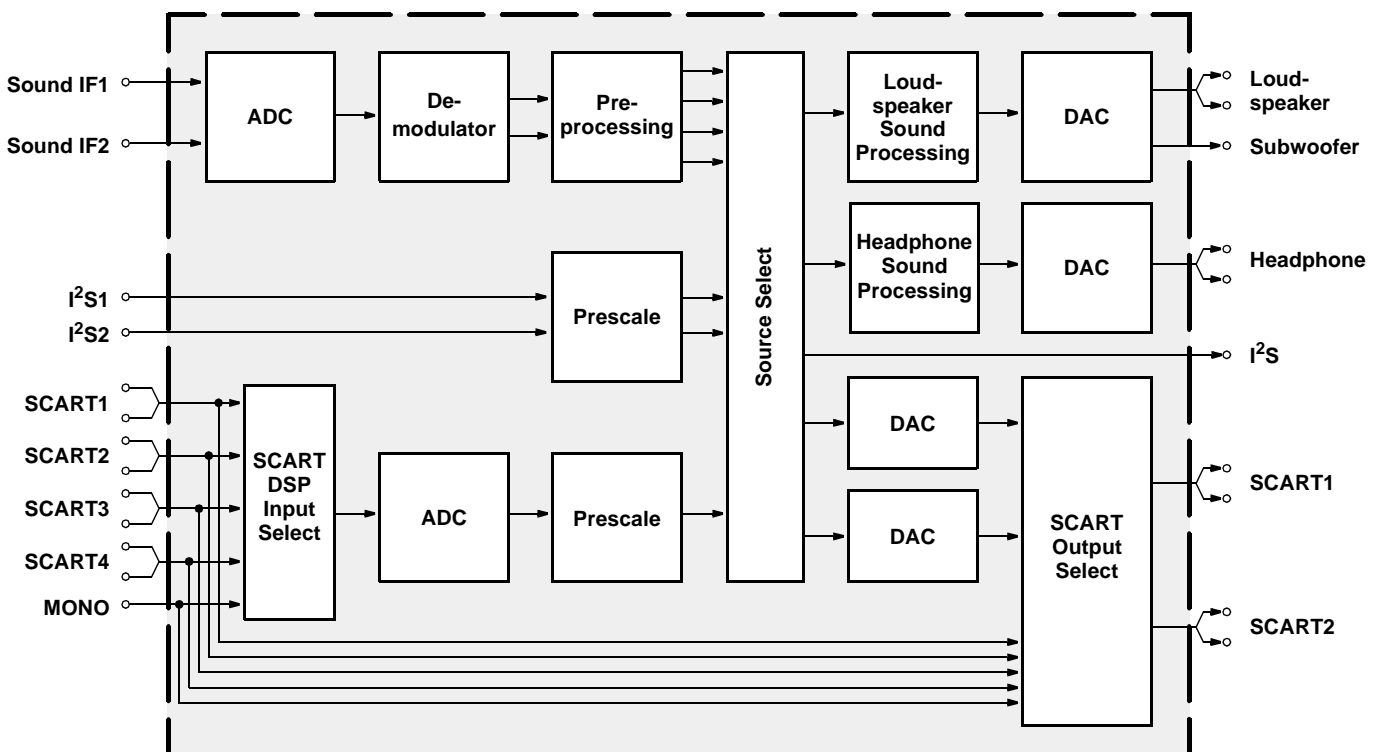 Sound IF1
Sound IF2
ADC
De-
modulator
Pre-
processing
Loud-
speaker
Sound
Processing
DAC
Loud-
speaker
Subwoofer
Headphone
Sound
Processing
DAC
Headphone
I²S1
I²S2
Prescale
Source Select
I²S
SCART1
SCART2
SCART3
SCART4
MONO
SCART
DSP
Input
Select
ADC
Prescale
DAC
DAC
SCART
Output
Select
SCART1
SCART2